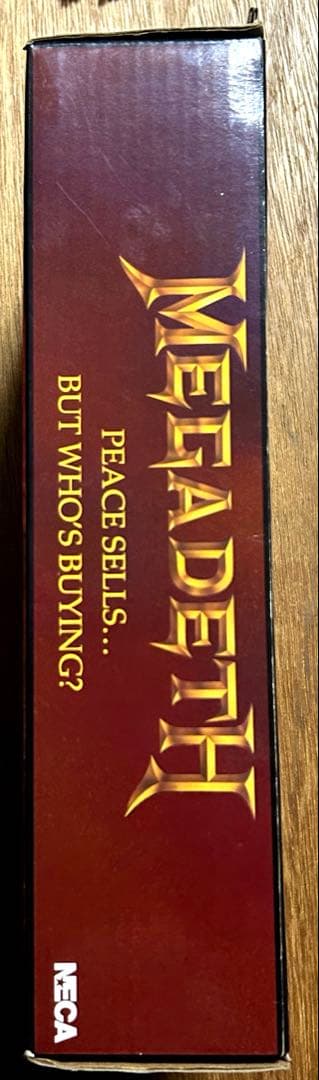 MEGADETH
PEACE SELLS...
BUT WHO'S BUYING?
NECA